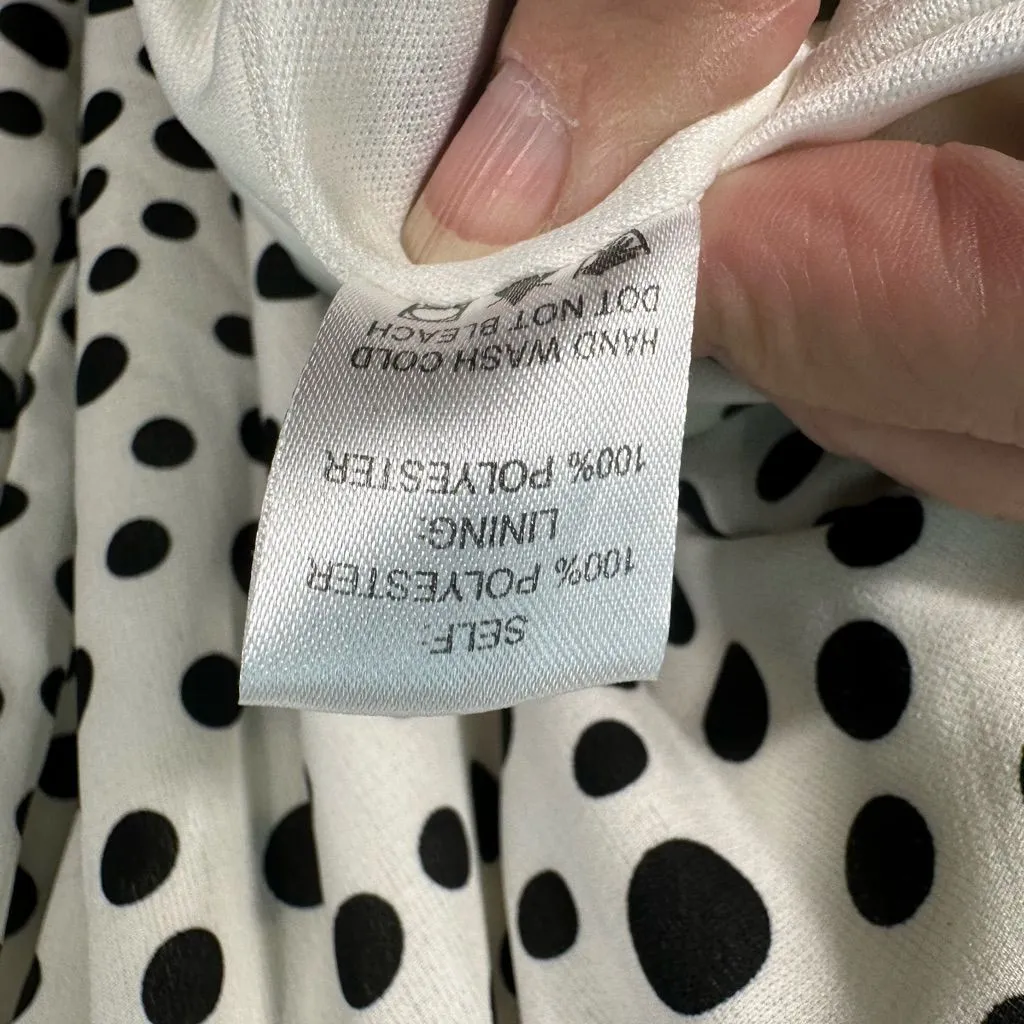 SELF:
100% POLYESTER
LINING:
100% POLYESTER
HAND WASH COLD
DOT NOT BLEACH